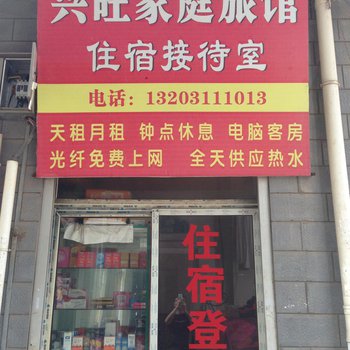 兴旺家庭旅馆
住宿接待室
电话：13203111013
天租月租 钟点休息 电脑客房
光纤免费上网 全天供应热水
住宿登